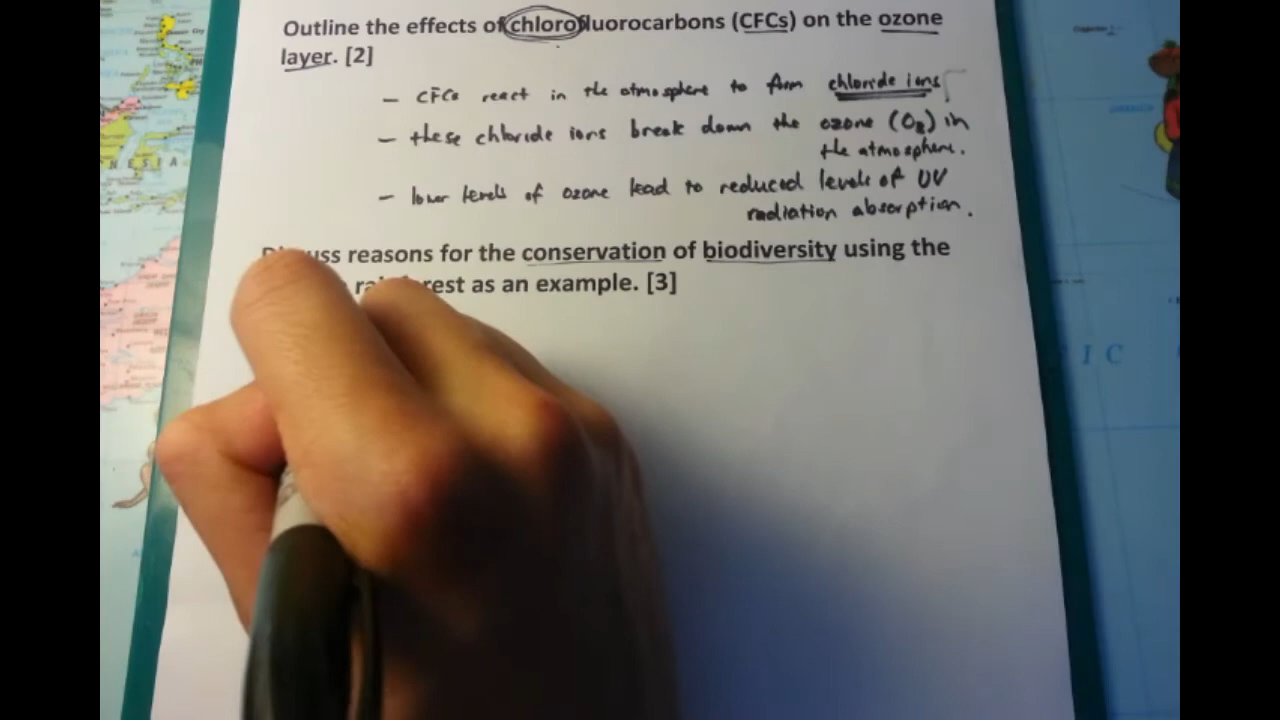 Outline the effects of chlorofluorocarbons (CFCs) on the ozone
layer. [2]
– CFCs react in the atmosphere to form chloride ions
– these chloride ions break down the ozone (O3) in
the atmosphere.
– lower levels of ozone lead to reduced levels of UV
radiation absorption.
reasons for the conservation of biodiversity using the
as an example. [3]
IC